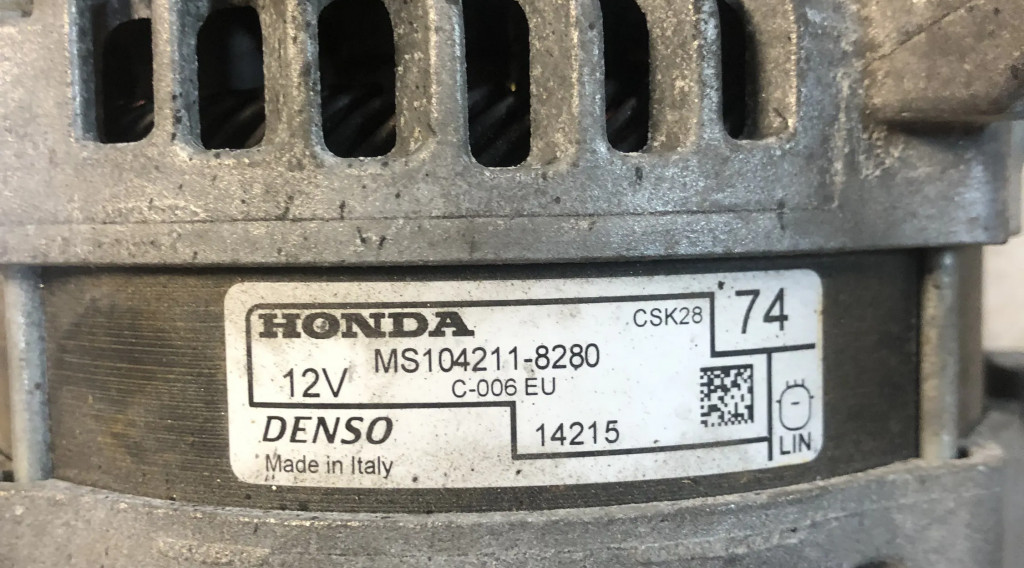 HONDA
CSK28
74
MS104211-8280
12V
C-006 EU
DENSO
14215
LIN
Made in Italy